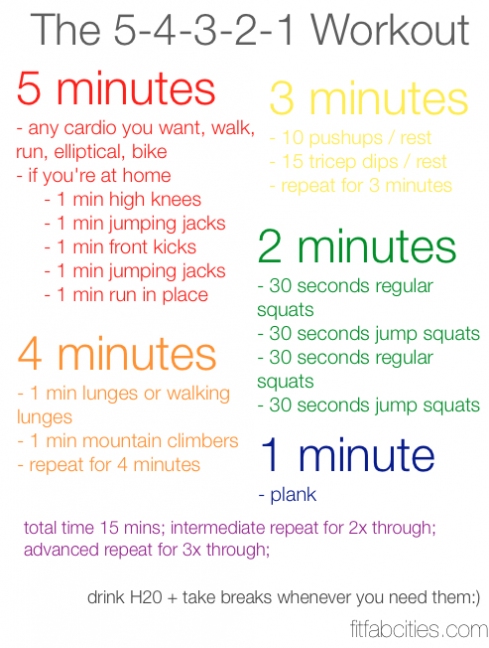 The 5-4-3-2-1 Workout
5 minutes
- any cardio you want, walk,
run, elliptical, bike
- if you're at home
- 1 min high knees
- 1 min jumping jacks
- 1 min front kicks
- 1 min jumping jacks
- 1 min run in place
4 minutes
- 1 min lunges or walking
lunges
- 1 min mountain climbers
- repeat for 4 minutes
3 minutes
- 10 pushups / rest
- 15 tricep dips / rest
- repeat for 3 minutes
2 minutes
- 30 seconds regular
squats
- 30 seconds jump squats
- 30 seconds regular
squats
- 30 seconds jump squats
1 minute
- plank
total time 15 mins; intermediate repeat for 2x through;
advanced repeat for 3x through;
drink H20 + take breaks whenever you need them:)
fitfabcities.com